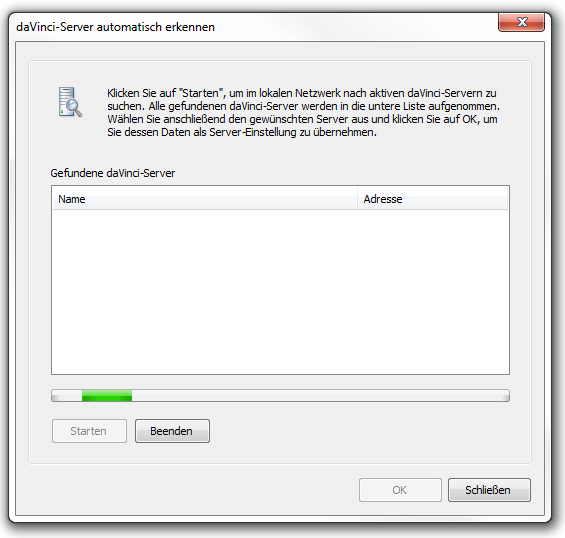 daVinci-Server automatisch erkennen
Klicken Sie auf "Starten", um im lokalen Netzwerk nach aktiven daVinci-Servern zu
suchen. Alle gefundenen daVinci-Server werden in die untere Liste aufgenommen.
Wählen Sie anschließend den gewünschten Server aus und klicken Sie auf OK, um
Sie dessen Daten als Server-Einstellung zu übernehmen.
Gefundene daVinci-Server
Name Adresse
Starten Beenden
OK Schließen